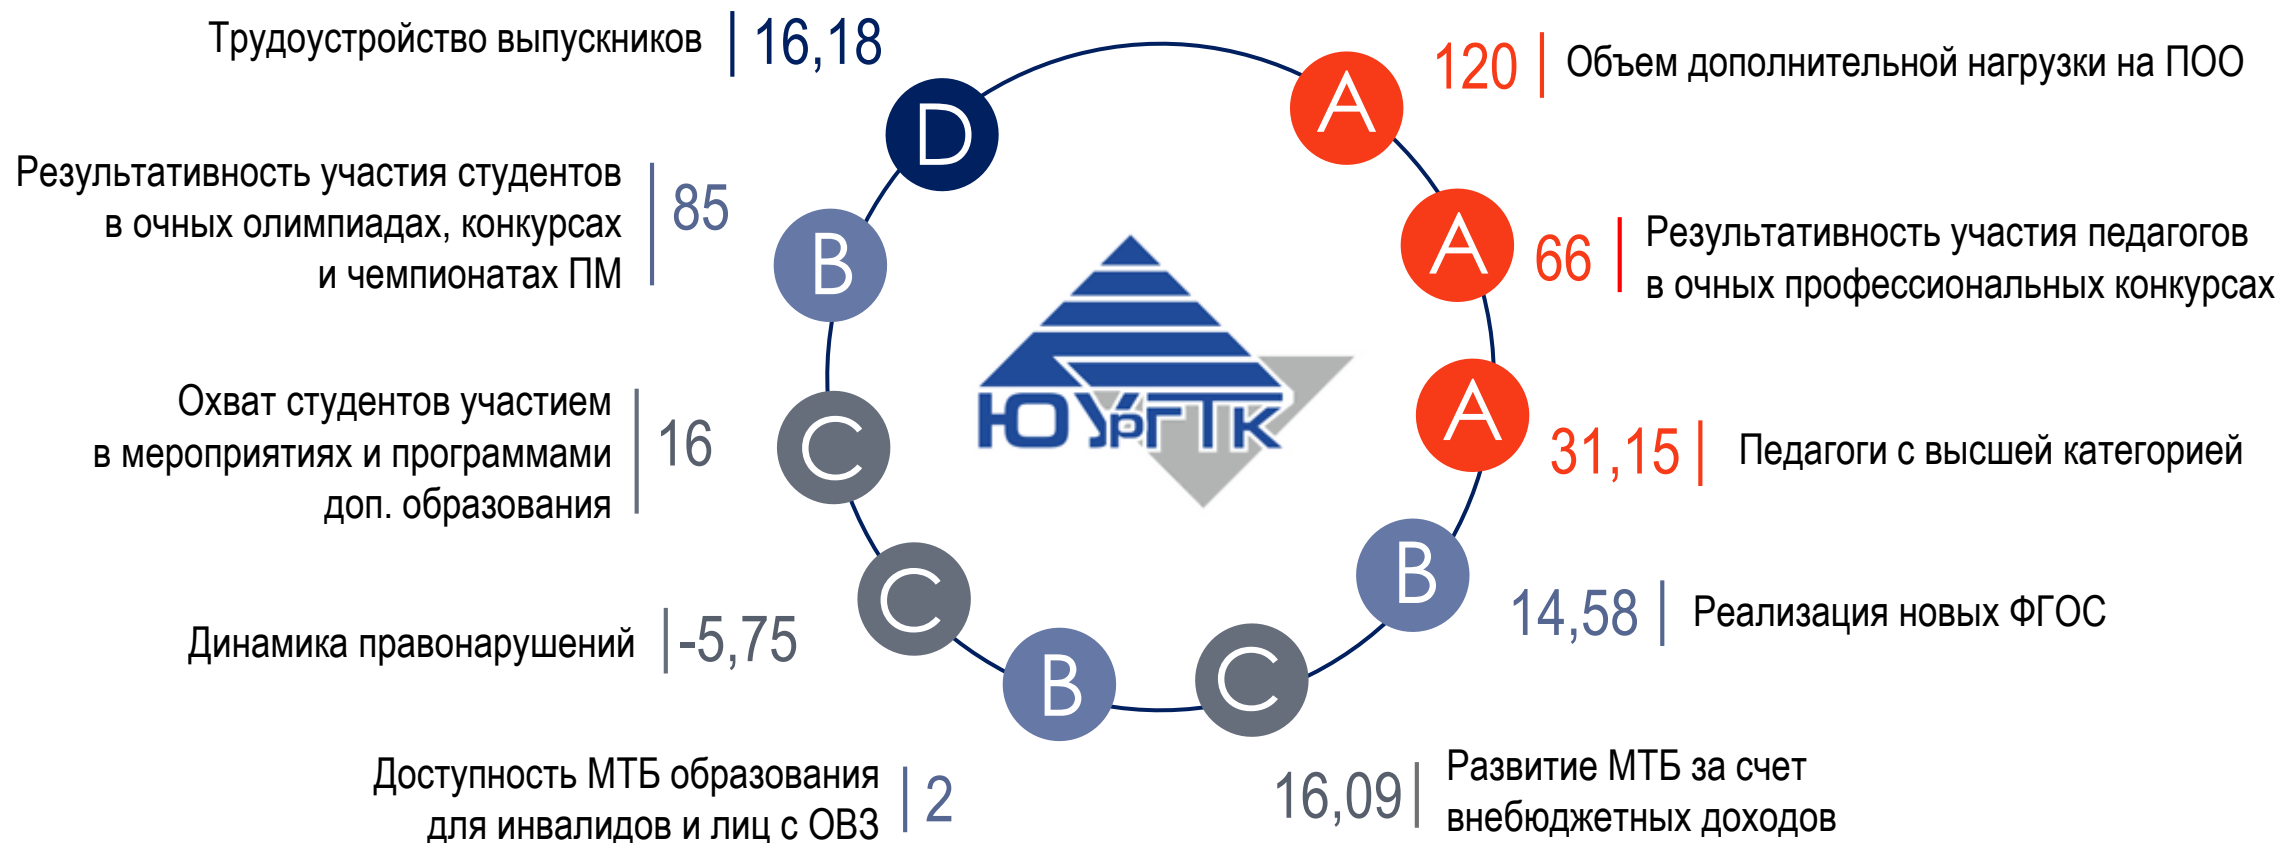 Трудоустройство выпускников
16,18
D
A
120
Объем дополнительной нагрузки на ПОО
Результативность участия студентов
в очных олимпиадах, конкурсах
и чемпионатах ПМ
85
B
A
66
Результативность участия педагогов
в очных профессиональных конкурсах
ЮУрГТК
Охват студентов участием
в мероприятиях и программами
доп. образования
16
C
A
31,15
Педагоги с высшей категорией
Динамика правонарушений
-5,75
C
B
14,58
Реализация новых ФГОС
Доступность МТБ образования
для инвалидов и лиц с ОВЗ
2
B
C
16,09
Развитие МТБ за счет
внебюджетных доходов